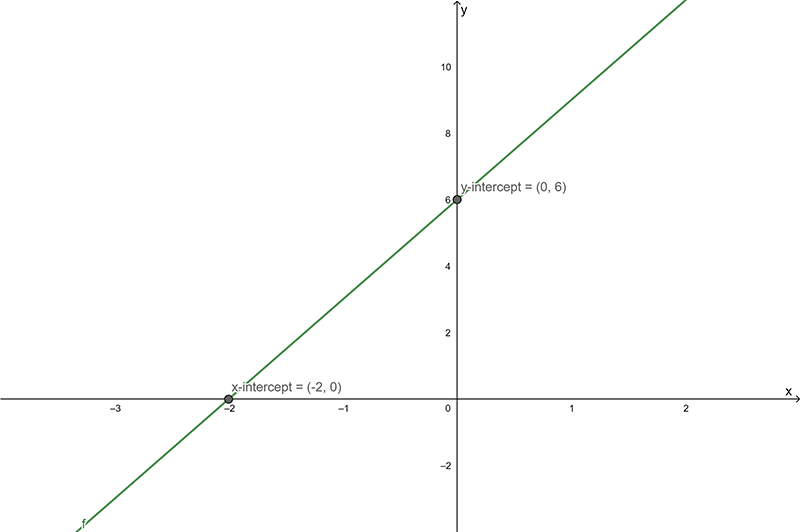 y
10
8
y-intercept = (0, 6)
6
4
2
x-intercept = (-2, 0)
x
–3
–2
–1
0
1
2
–2
f